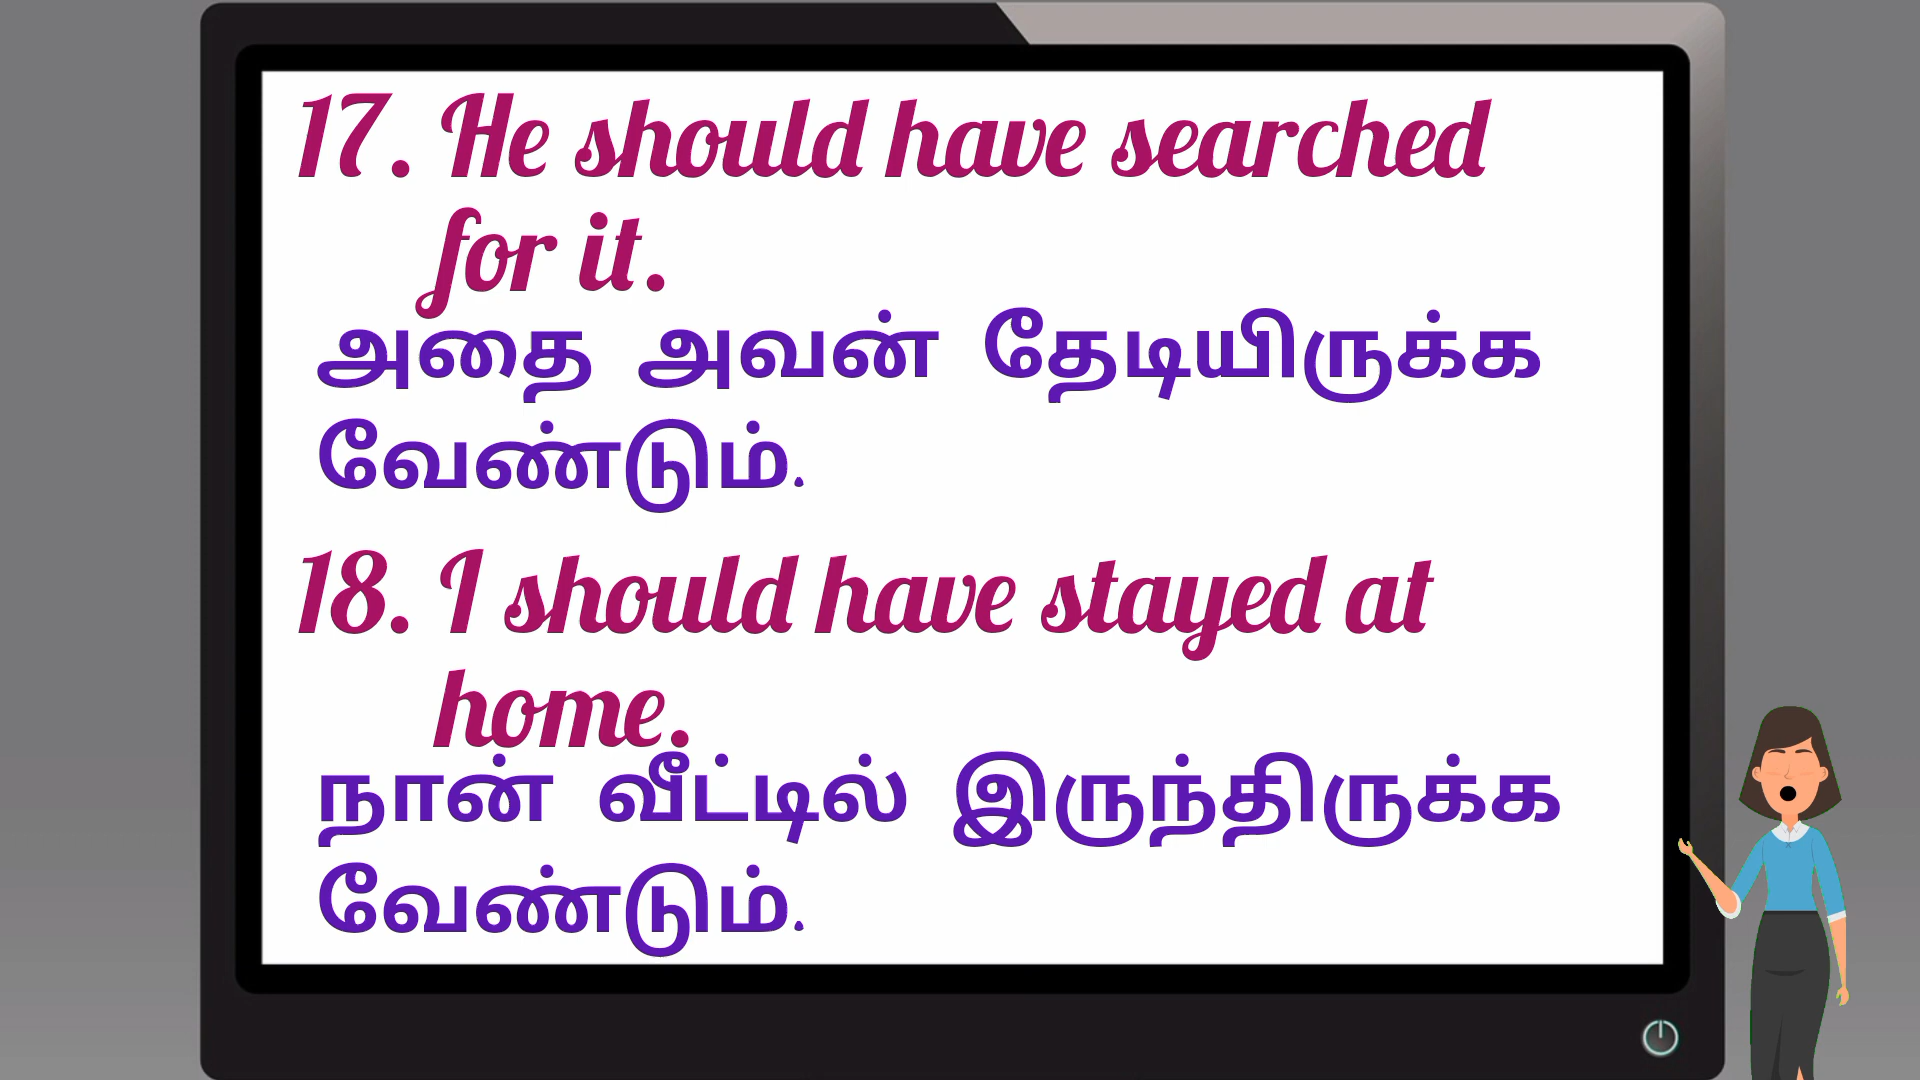 17. He should have searched
for it.
அதை அவன் தேடியிருக்க
வேண்டும்.
18. I should have stayed at
home.
நான் வீட்டில் இருந்திருக்க
வேண்டும்.